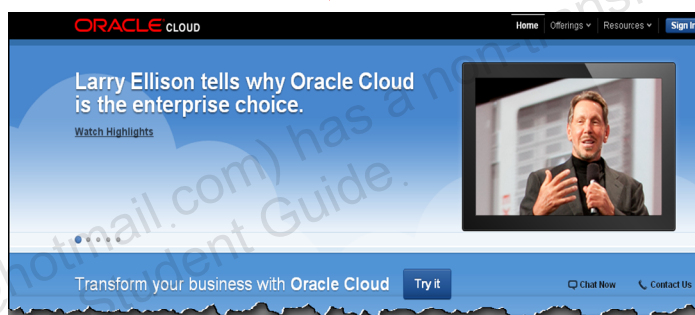 ORACLE CLOUD
Home Offerings Resources Sign In
Larry Ellison tells why Oracle Cloud
is the enterprise choice.
Watch Highlights
Transform your business with Oracle Cloud Try it Chat Now Contact Us
hotmail.com) has a non-trans
Student Guide.